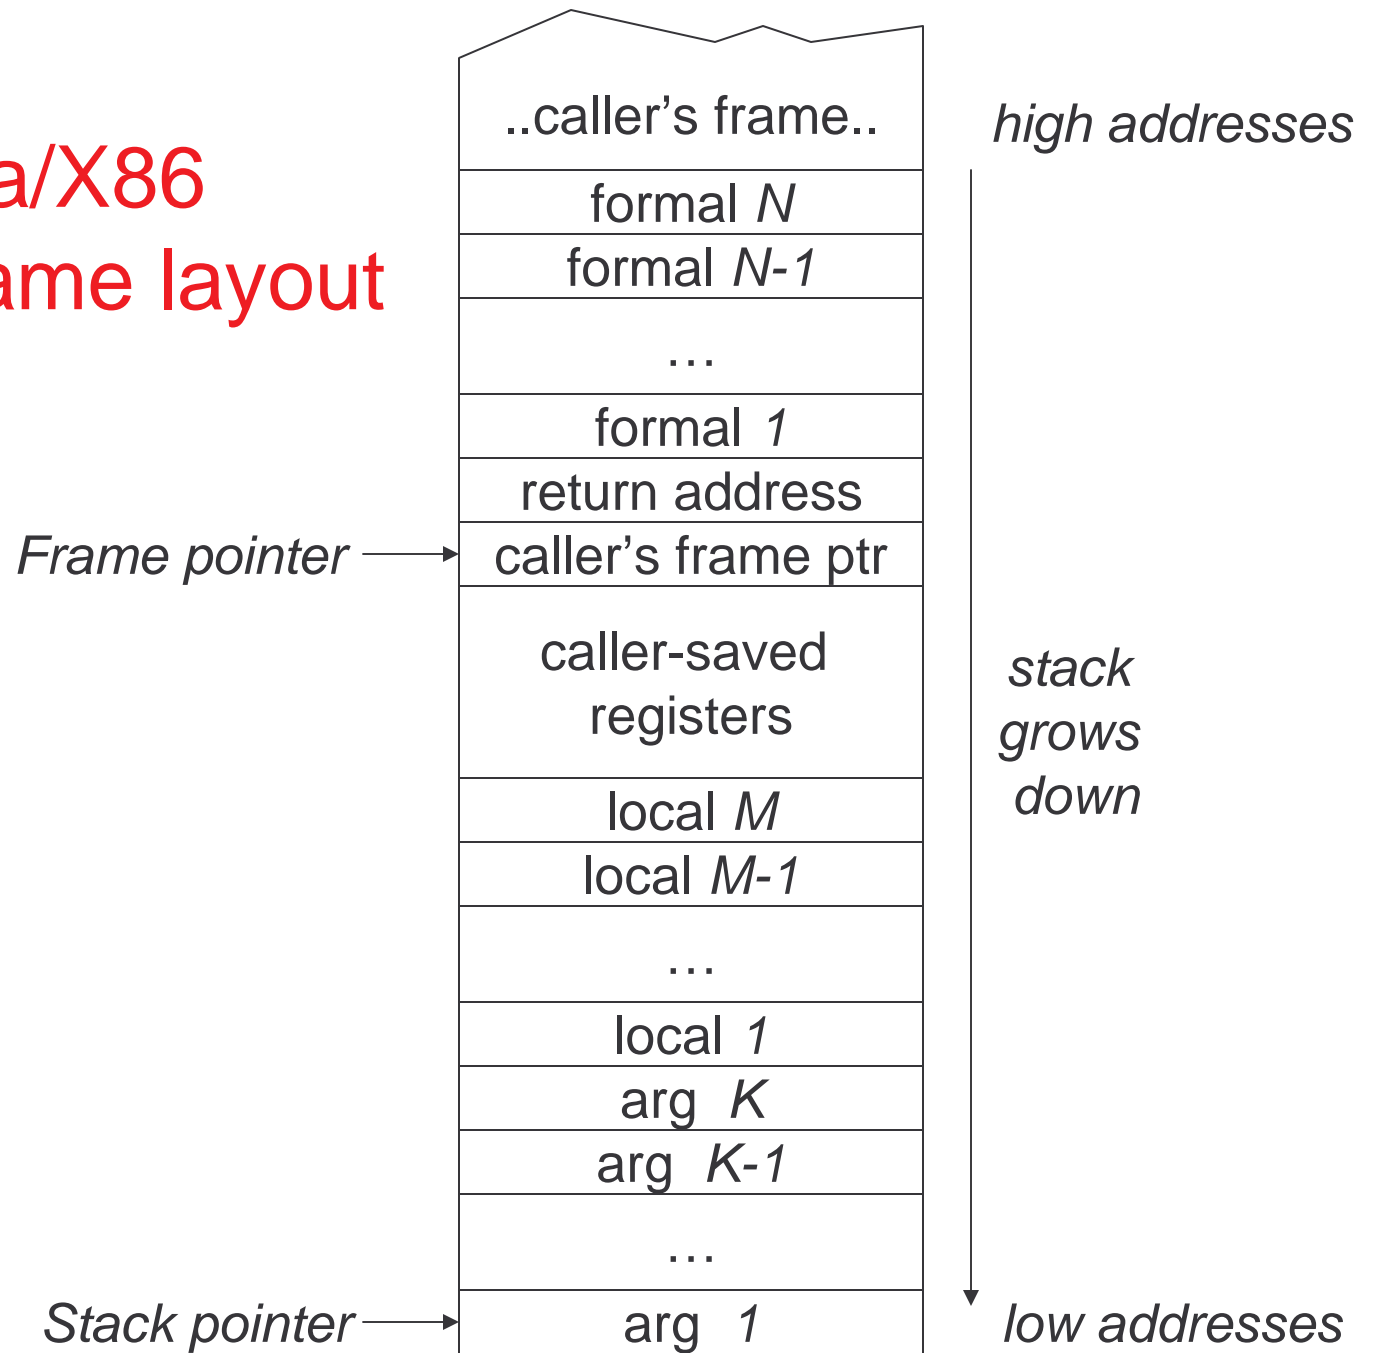 a/X86
ame layout
..caller's frame..
high addresses
formal N
formal N-1
…
formal 1
return address
Frame pointer
caller's frame ptr
caller-saved
registers
stack
grows
down
local M
local M-1
…
local 1
arg K
arg K-1
…
Stack pointer
arg 1
low addresses